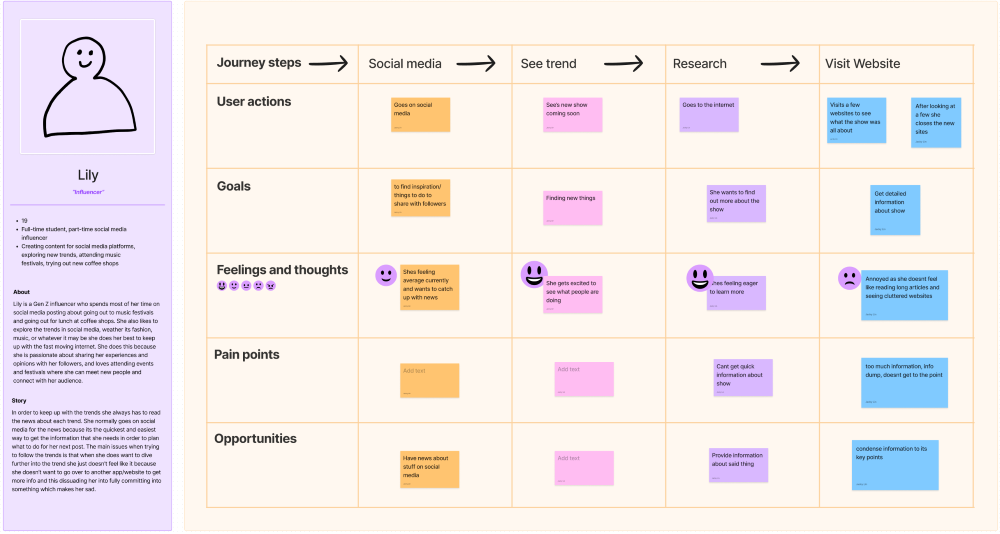 Lily
"Influencer"
19
Full-time student, part-time social media
influencer
Creating content for social media platforms,
exploring new trends, attending music
festivals, trying out new coffee shops
About
Lily is a Gen Z influencer who spends most of her time on
social media posting about going out to music festivals
and going out for lunch at coffee shops. She also likes to
explore the trends in social media, weather its fashion,
music, or whatever it may be she does her best to keep
up with the fast moving internet. She does this because
she is passionate about sharing her experiences and
opinions with her followers, and loves attending events
and festivals where she can meet new people and
connect with her audience.
Story
In order to keep up with the trends she always has to read
the news about each trend. She normally goes on social
media for the news because its the quickest and easiest
way to get the information that she needs in order to plan
what to do for her next post. The main issues when trying
to follow the trends is that when she does want to dive
further into the trend she just doesn't feel like it because
she doesn't want to go over to another app/website to get
more info and this dissuading her into fully committing into
something which makes her sad.
Journey steps
Social media
See trend
Research
Visit Website
User actions
Goes on social
media
See's new show
coming soon
Goes to the internet
Visits a few
websites to see
what the show was
all about
After looking at
a few she
closes the new
sites
Goals
to find inspiration/
things to do to
share with followers
Finding new things
She wants to find
out more about the
show
Get detailed
information
about show
Feelings and thoughts
Shes feeling
average currently
and wants to catch
up with news
She gets excited to
see what people are
doing
hes feeling eager
to learn more
Annoyed as she doesnt feel
like reading long articles and
seeing cluttered websites
Pain points
Add text
Add text
Cant get quick
information about
show
too much information, info
dump, doesnt get to the point
Opportunities
Have news about
stuff on social
media
Add text
Provide information
about said thing
condense information to its
key points